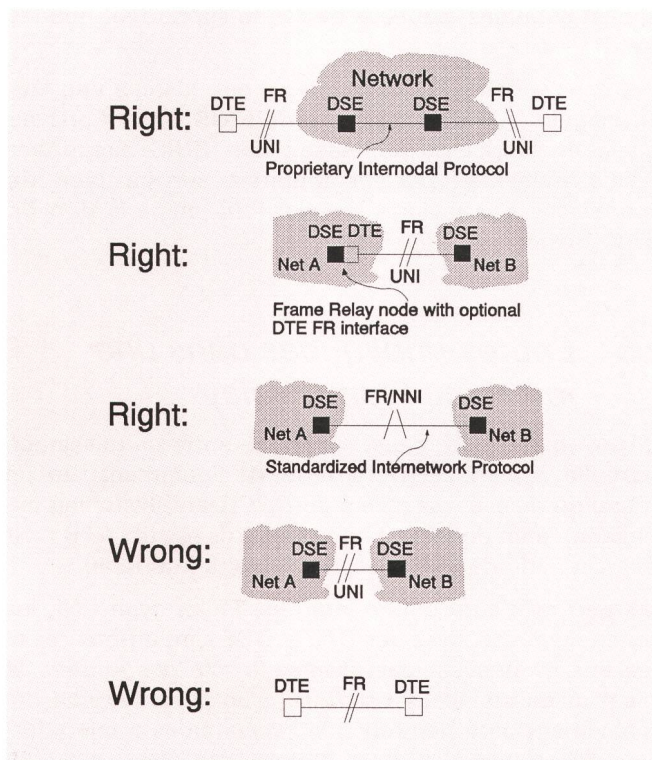 Network
Right: DTE FR DSE DSE FR DTE
UNI UNI
Proprietary Internodal Protocol
Right: DSE DTE FR DSE
Net A UNI Net B
Frame Relay node with optional
DTE FR interface
Right: DSE FR/NNI DSE
Net A Net B
Standardized Internetwork Protocol
Wrong: DSE FR DSE
Net A UNI Net B
Wrong: DTE FR DTE